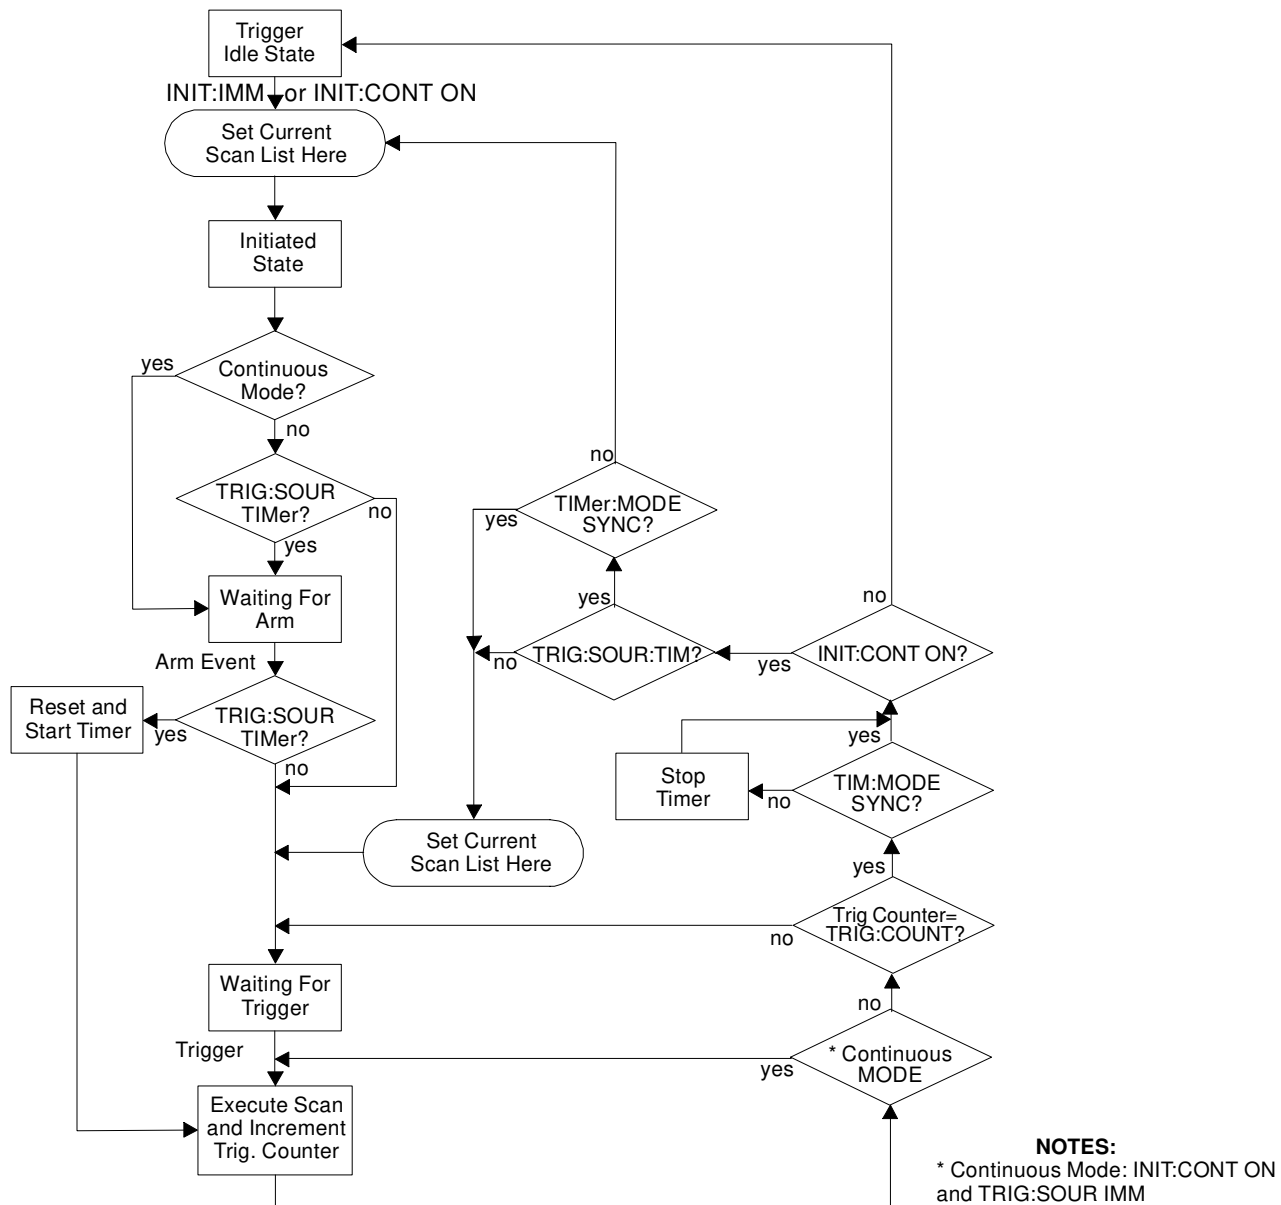 Trigger
Idle State
INIT:IMM or INIT:CONT ON
Set Current
Scan List Here
Initiated
State
yes
Continuous
Mode?
no
TRIG:SOUR
TIMer?
no
yes
Waiting For
Arm
Arm Event
Reset and
Start Timer
yes
TRIG:SOUR
TIMer?
no
no
TIMer:MODE
SYNC?
yes
yes
TRIG:SOUR:TIM?
no
no
INIT:CONT ON?
yes
yes
Stop
Timer
no
TIM:MODE
SYNC?
Set Current
Scan List Here
yes
Trig Counter=
TRIG:COUNT?
no
Waiting For
Trigger
no
Trigger
* Continuous
MODE
yes
Execute Scan
and Increment
Trig. Counter
NOTES:
* Continuous Mode: INIT:CONT ON
and TRIG:SOUR IMM